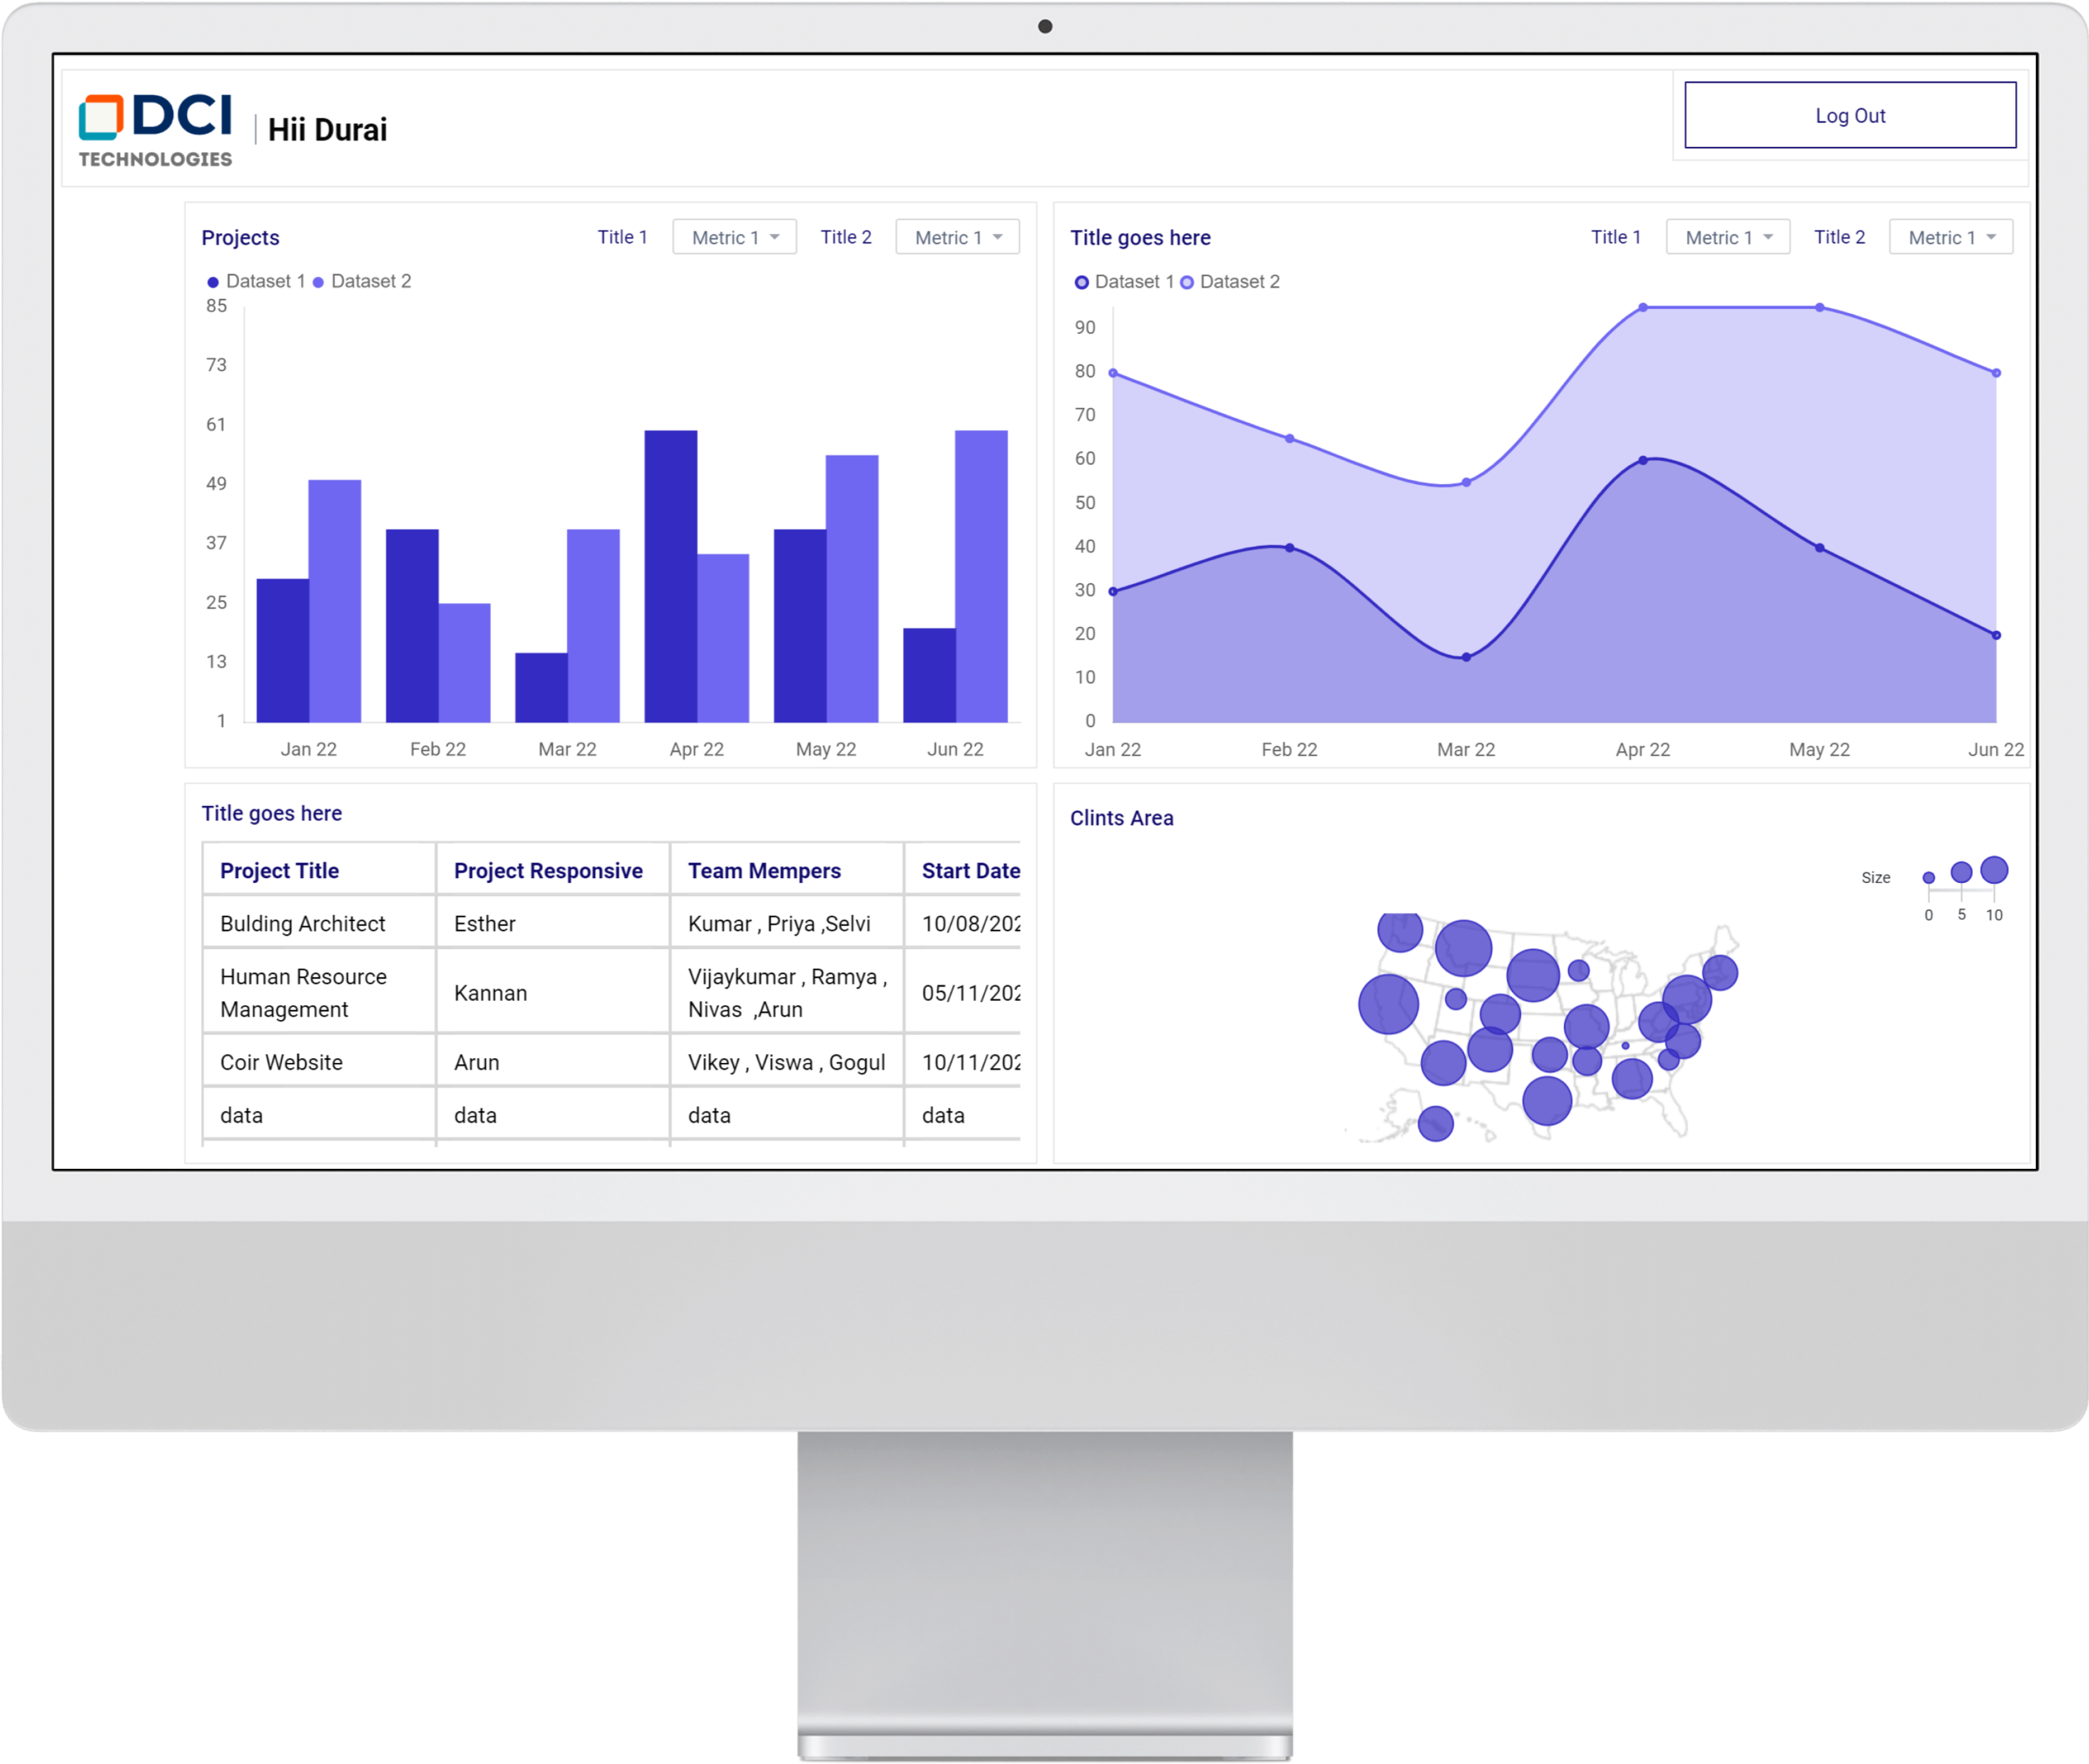 DCI
TECHNOLOGIES
Hii Durai
Log Out
Projects
Title 1
Metric 1
Title 2
Metric 1
Dataset 1
Dataset 2
85
73
61
49
37
25
13
1
Jan 22
Feb 22
Mar 22
Apr 22
May 22
Jun 22
Title goes here
Title 1
Metric 1
Title 2
Metric 1
Dataset 1
Dataset 2
90
80
70
60
50
40
30
20
10
0
Jan 22
Feb 22
Mar 22
Apr 22
May 22
Jun 22
Title goes here
Project Title
Project Responsive
Team Mempers
Start Date
Bulding Architect
Esther
Kumar , Priya ,Selvi
10/08/202
Human Resource
Management
Kannan
Vijaykumar , Ramya ,
Nivas ,Arun
05/11/202
Coir Website
Arun
Vikey , Viswa , Gogul
10/11/202
data
data
data
data
Clints Area
Size
0
5
10